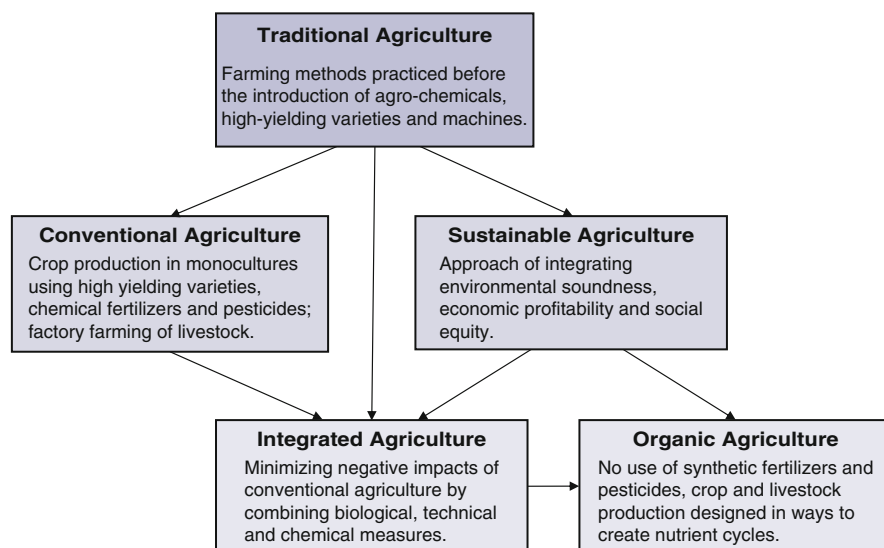 Traditional Agriculture
Farming methods practiced before
the introduction of agro-chemicals,
high-yielding varieties and machines.
Conventional Agriculture
Crop production in monocultures
using high yielding varieties,
chemical fertilizers and pesticides;
factory farming of livestock.
Sustainable Agriculture
Approach of integrating
environmental soundness,
economic profitability and social
equity.
Integrated Agriculture
Minimizing negative impacts of
conventional agriculture by
combining biological, technical
and chemical measures.
Organic Agriculture
No use of synthetic fertilizers and
pesticides, crop and livestock
production designed in ways to
create nutrient cycles.